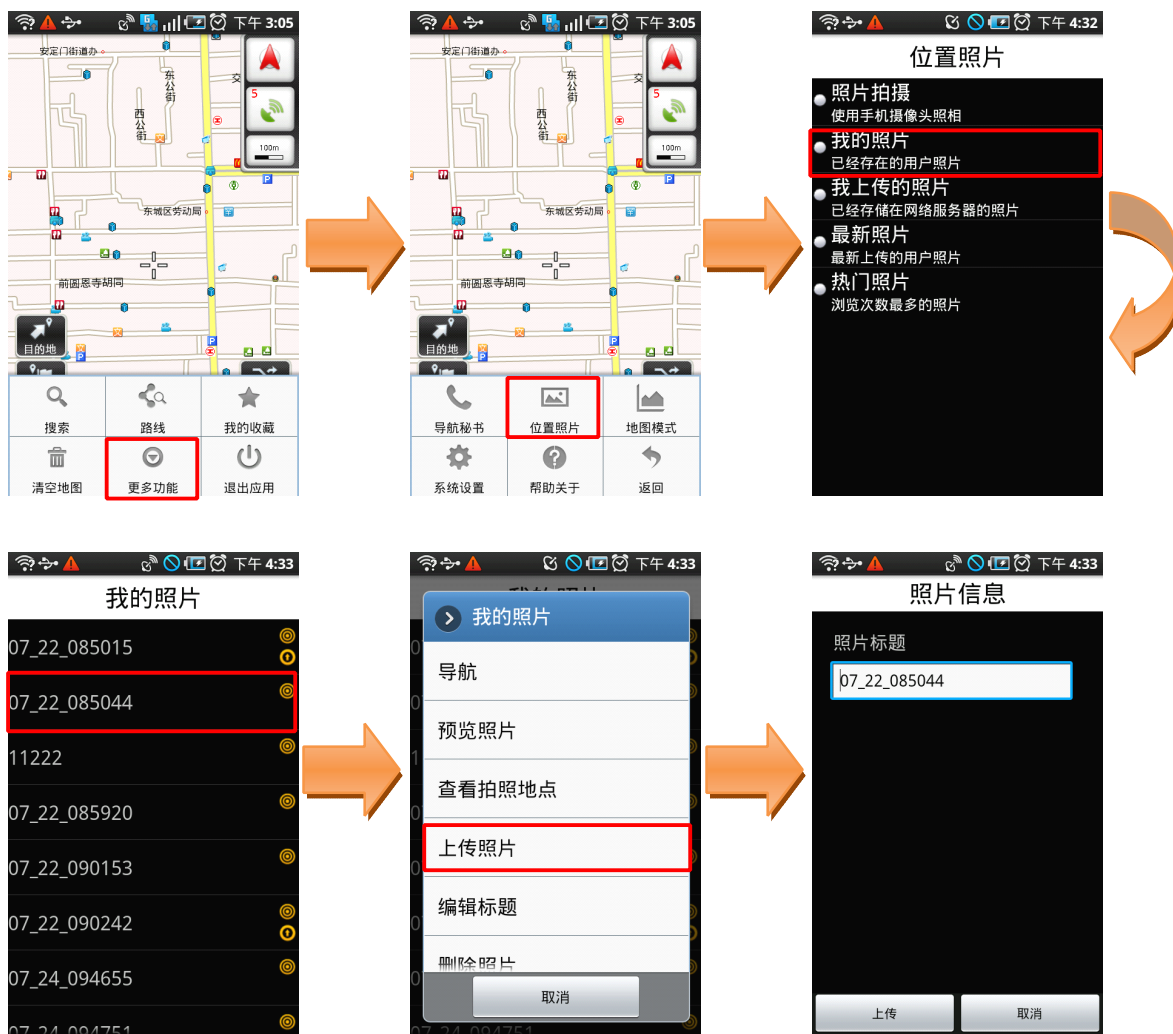 下午 3:05
安定门街道办
东公街
西公街
交
5
100m
东城区劳动局
前圆恩寺胡同
目的地
搜索
路线
我的收藏
清空地图
更多功能
退出应用
下午 3:05
安定门街道办
东公街
西公街
交
5
100m
东城区劳动局
前圆恩寺胡同
目的地
导航秘书
位置照片
地图模式
系统设置
帮助关于
返回
下午 4:32
位置照片
照片拍摄
使用手机摄像头照相
我的照片
已经存在的用户照片
我上传的照片
已经存储在网络服务器的照片
最新照片
最新上传的用户照片
热门照片
浏览次数最多的照片
下午 4:33
我的照片
07_22_085015
07_22_085044
11222
07_22_085920
07_22_090153
07_22_090242
07_24_094655
07_24_094751
下午 4:33
我的照片
导航
预览照片
查看拍照地点
上传照片
编辑标题
删除照片
取消
07_24_094751
下午 4:33
照片信息
照片标题
07_22_085044
上传
取消